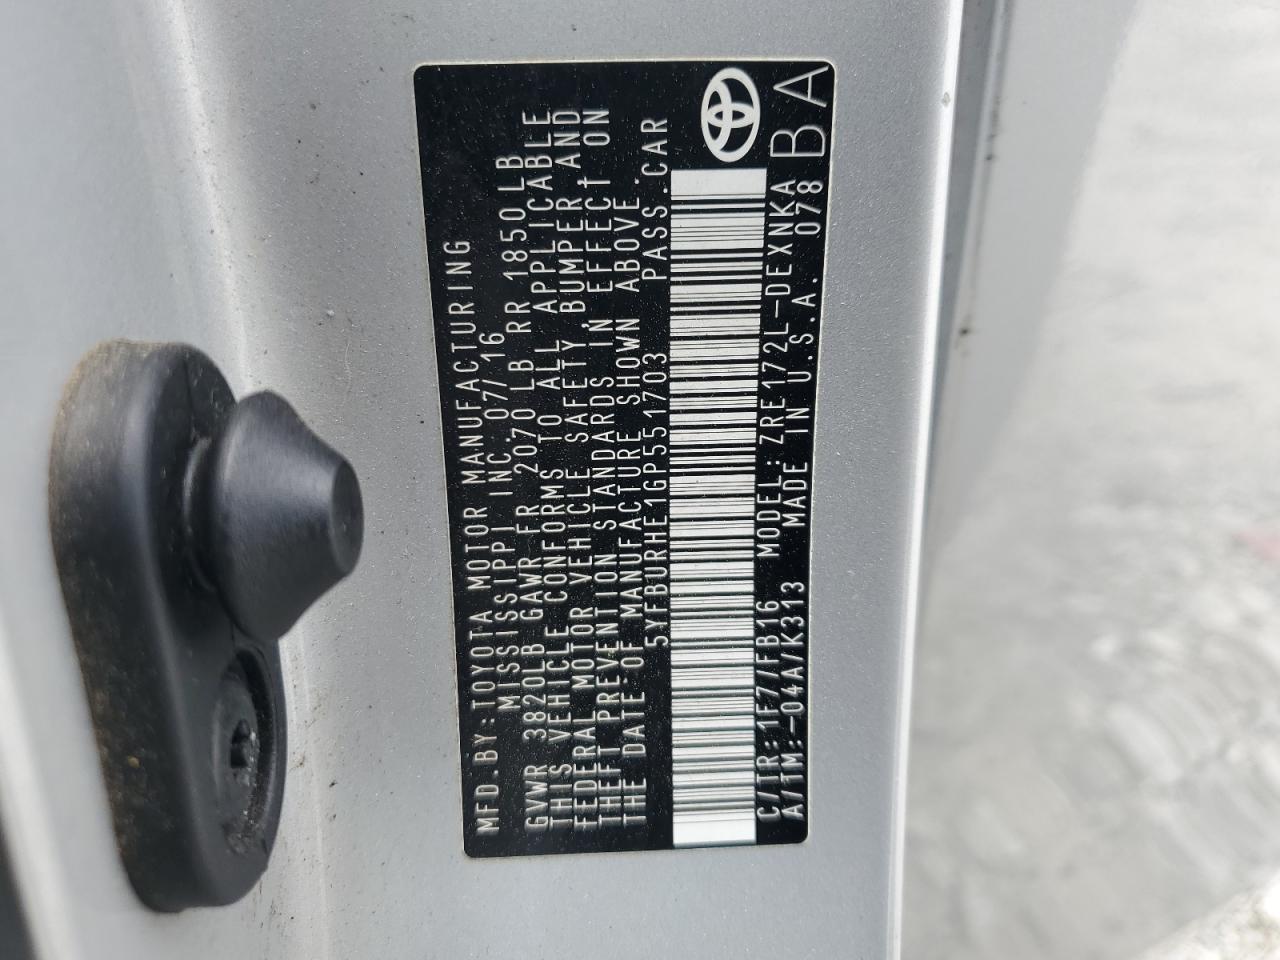 MFD.BY:TOYOTA MOTOR MANUFACTURING
MISSISSIPPI INC. 07/16
GVWR 3820LB GAWR FR 2070 LB RR 1850 LB
THIS VEHICLE CONFORMS TO ALL APPLICABLE
FEDERAL MOTOR VEHICLE SAFETY, BUMPER, AND
THEFT PREVENTION STANDARDS IN EFFECT ON
THE DATE OF MANUFACTURE SHOWN ABOVE.
5YFBURHE1GP551703 PASS.CAR
C/TR: 1F7/FB16 MODEL: ZRE172L-DEXNKA
A/TM:-04A/K313 MADE IN U.S.A. 078
BA